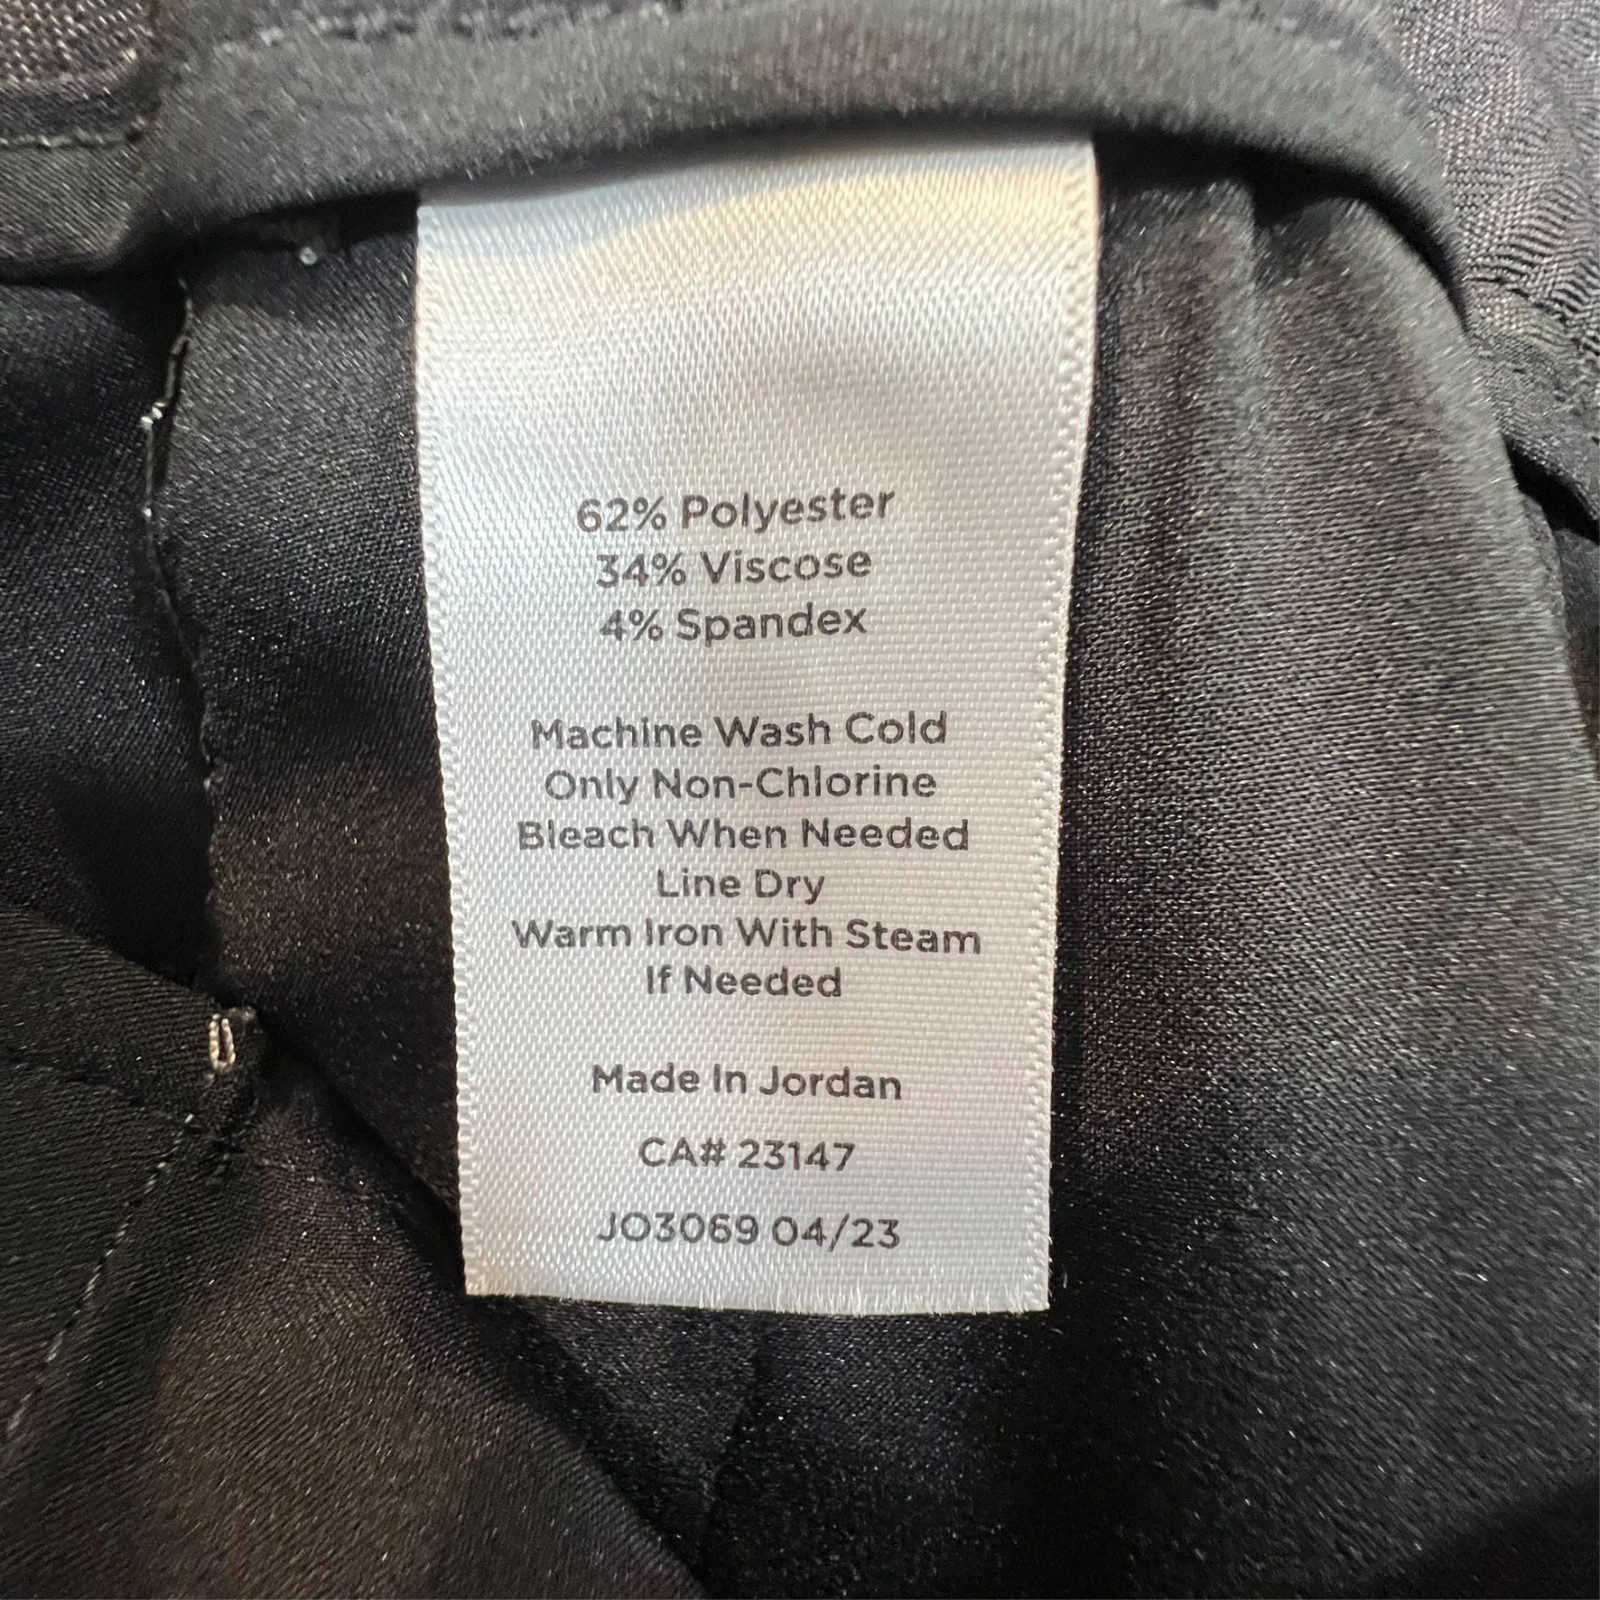 62% Polyester
34% Viscose
4% Spandex
Machine Wash Cold
Only Non-Chlorine
Bleach When Needed
Line Dry
Warm Iron With Steam
If Needed
Made In Jordan
CA# 23147
JO3069 04/23